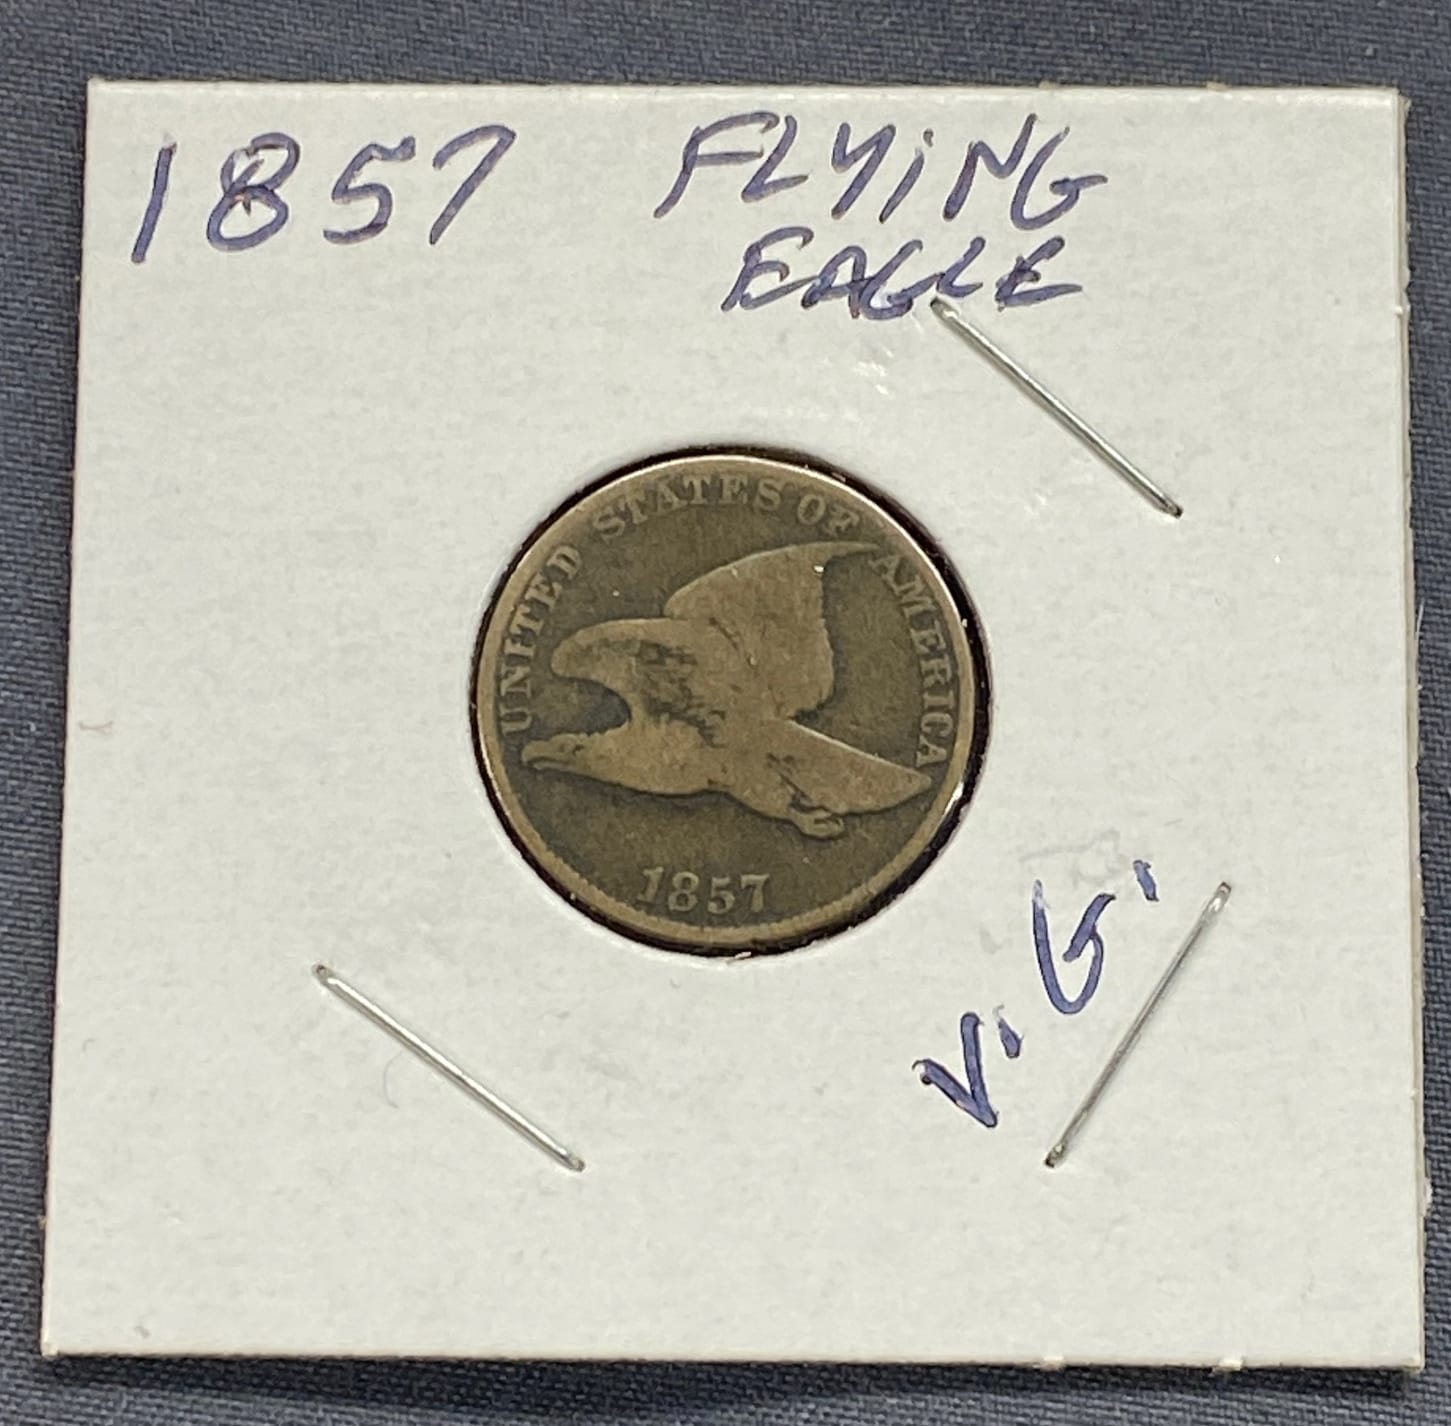 1857 FLYiNG
EAGLE
UNITED STATES OF AMERICA
1857
V.G.